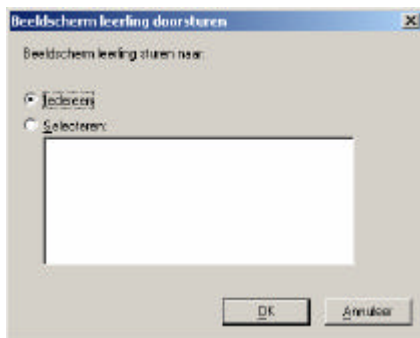 Beeldscherm leerling doorsturen
Beeldscherm leerling sturen naar:
Iedereen
Selecteren:
OK
Annuleer